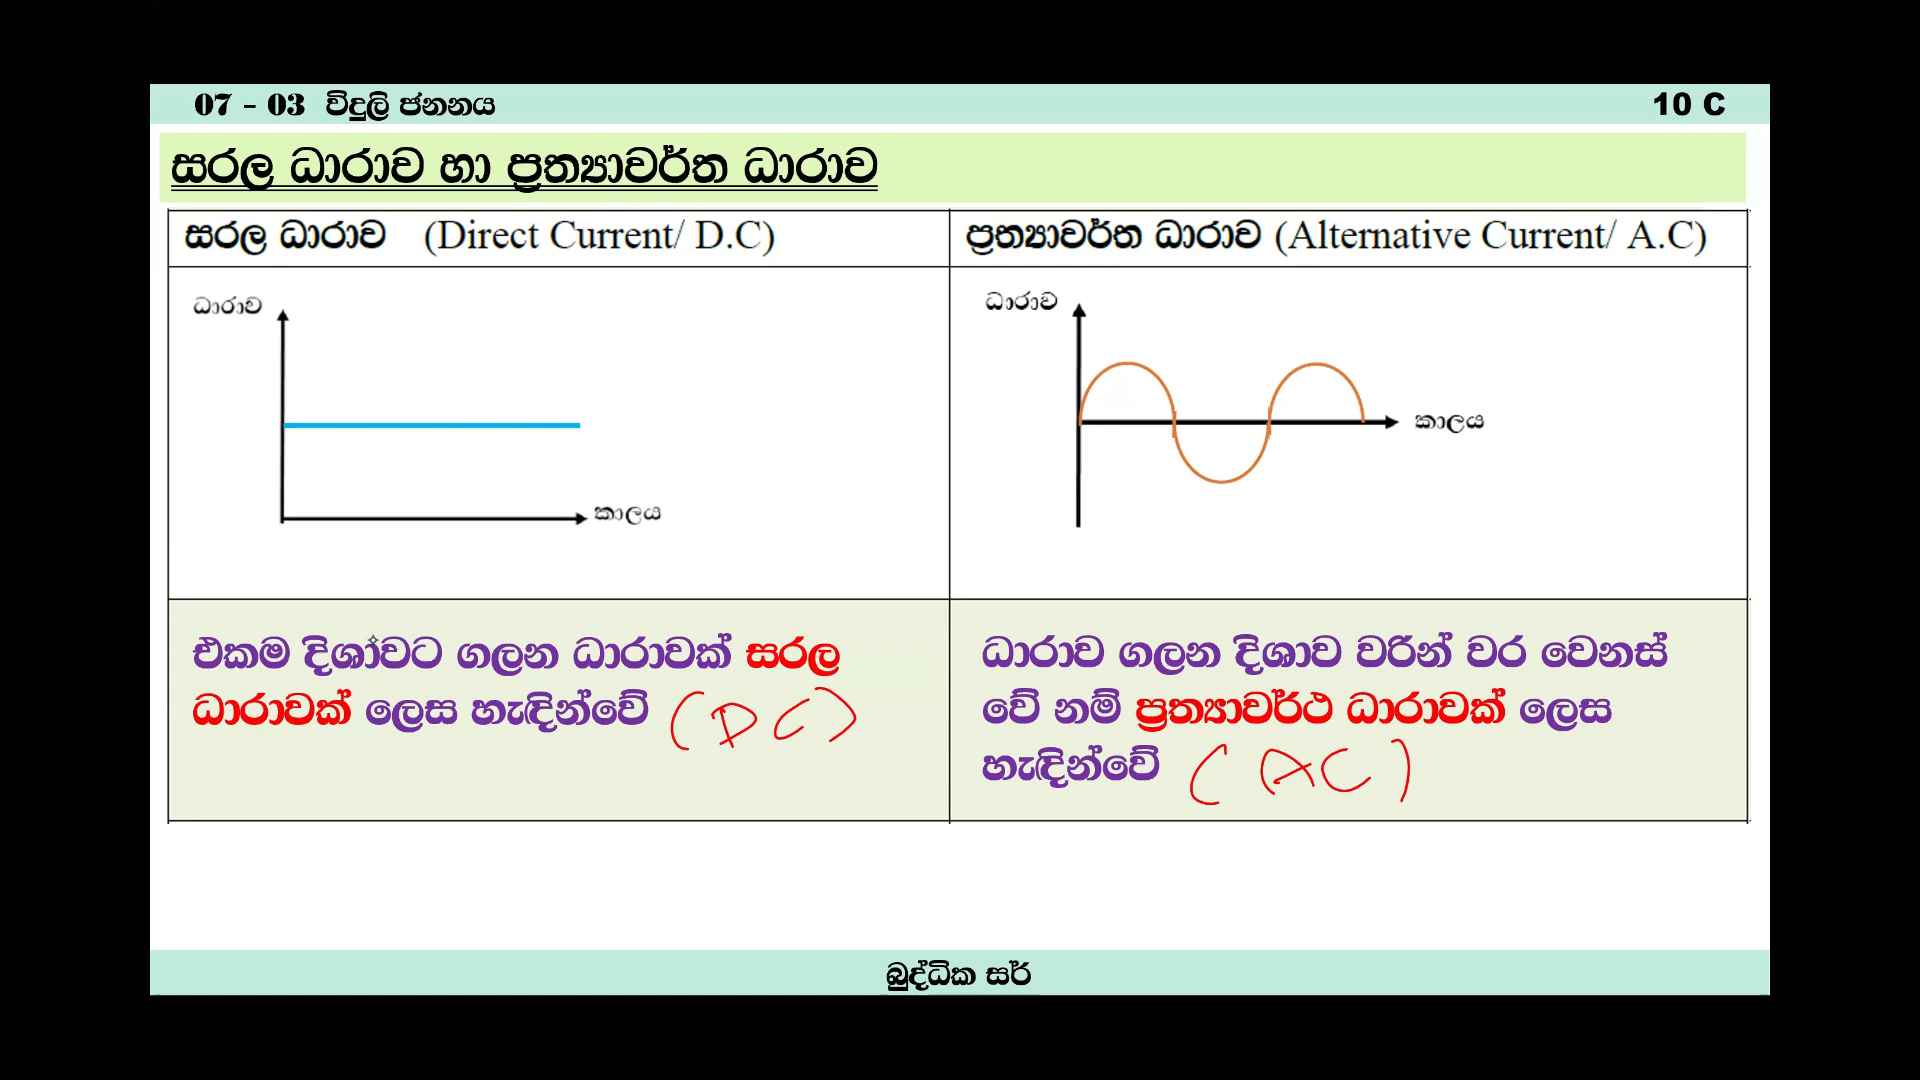 07 - 03 විදුලි ජනනය
10 C
සරල ධාරාව හා ප්‍රත්‍යාවර්ත ධාරාව
සරල ධාරාව (Direct Current/ D.C)
ප්‍රත්‍යාවර්ත ධාරාව (Alternative Current/ A.C)
ධාරාව
කාලය
ධාරාව
කාලය
එකම දිශාවට ගලන ධාරාවක් සරල
ධාරාවක් ලෙස හැඳින්වේ (DC)
ධාරාව ගලන දිශාව වරින් වර වෙනස්
වේ නම් ප්‍රත්‍යාවර්ථ ධාරාවක් ලෙස
හැඳින්වේ (AC)
බුද්ධික සර්